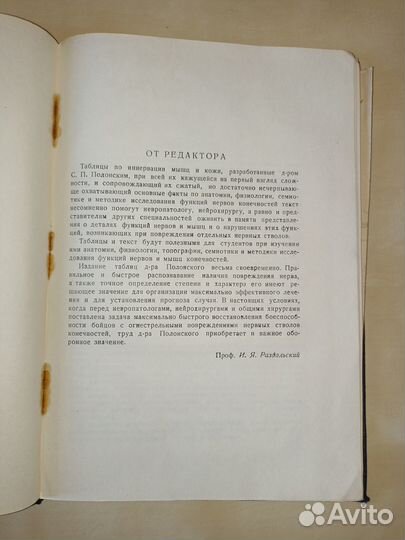 ОТ РЕДАКТОРА
Таблицы по иннервации мышц и кожи, разработанные д-ром
С. П. Полонским, при всей их кажущейся на первый взгляд слож-
ности, и сопровождающий их сжатый, но достаточно исчерпываю-
ще охватывающий основные факты по анатомии, физиологии, семио-
тике и методике исследования функций нервов конечностей текст
несомненно помогут невропатологу, нейрохирургу, а равно и пред-
ставителям других специальностей оживить в памяти представления
о деталях функций нервов и мышц и о нарушениях этих функ-
ций, возникающих при повреждении отдельных нервных стволов.
Таблицы и текст будут полезными для студентов при изучении
ими анатомии, физиологии, топографии, семиотики и методики иссле-
дования функций нервов и мышц конечностей.
Издание таблиц д-ра Полонского весьма своевременно. Прави-
льное и быстрое распознавание наличия повреждения нерва,
а также точное определение степени и характера его имеют ре-
шающее значение для организации максимально эффективного лече-
ния и для установления прогноза случая. В настоящих условиях,
когда перед невропатологами, нейрохирургами и общими хирургами
поставлена задача максимально быстрого восстановления боеспособ-
ности бойцов с огнестрельными повреждениями нервных стволов
конечностей, труд д-ра Полонского приобретает и важное обо-
ронное значение.
Проф. И. Я. Раздольский
Avito